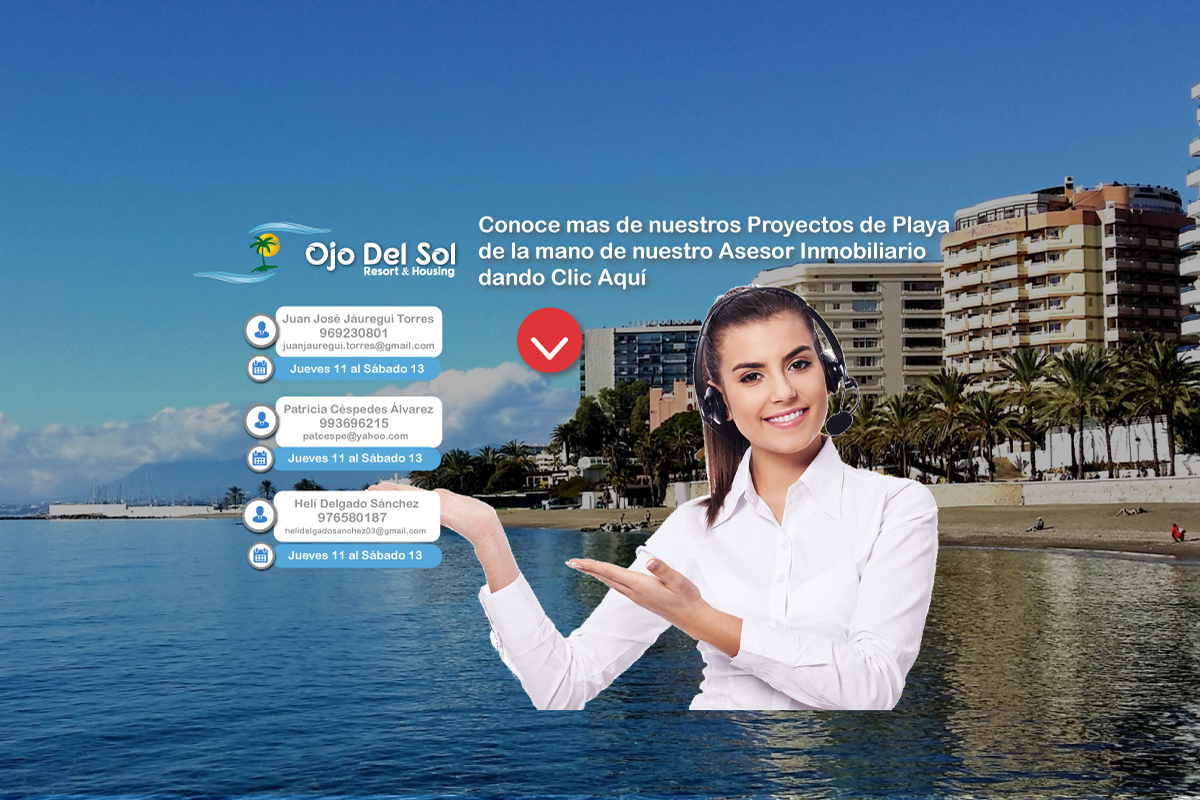 Conoce mas de nuestros Proyectos de Playa
de la mano de nuestro Asesor Inmobiliario
dando Clic Aquí
Ojo Del Sol
Resort & Housing
Juan José Jáuregui Torres
969230801
juanjauregui.torres@gmail.com
Jueves 11 al Sábado 13
Patricia Céspedes Álvarez
993696215
patcespe@yahoo.com
Jueves 11 al Sábado 13
Helí Delgado Sánchez
976580187
helidelgadosanchez03@gmail.com
Jueves 11 al Sábado 13